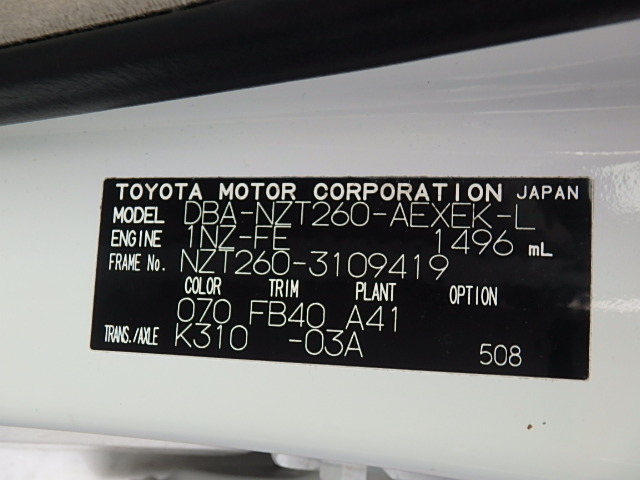 TOYOTA MOTOR CORPORATION JAPAN
MODEL DBA-NZT260-AEXEK-L
ENGINE 1NZ-FE 1496 mL
FRAME No. NZT260-3109419
COLOR TRIM PLANT OPTION
070 FB40 A41
TRANS./AXLE K310 -03A
508